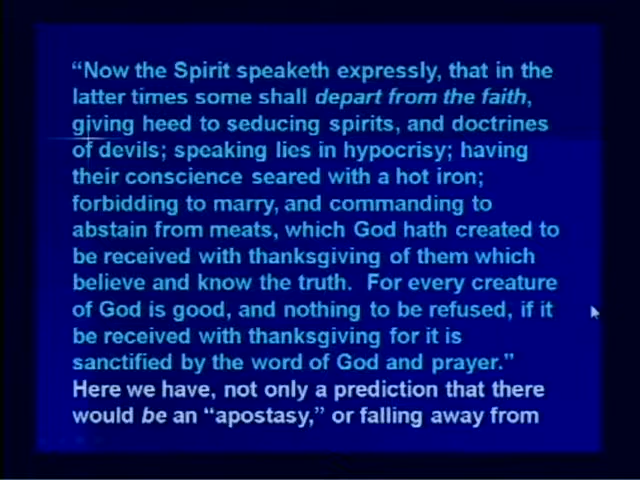 “Now the Spirit speaketh expressly, that in the
latter times some shall depart from the faith,
giving heed to seducing spirits, and doctrines
of devils; speaking lies in hypocrisy; having
their conscience seared with a hot iron;
forbidding to marry, and commanding to
abstain from meats, which God hath created to
be received with thanksgiving of them which
believe and know the truth.  For every creature
of God is good, and nothing to be refused, if it
be received with thanksgiving for it is
sanctified by the word of God and prayer.”
Here we have, not only a prediction that there
would be an “apostasy,” or falling away from